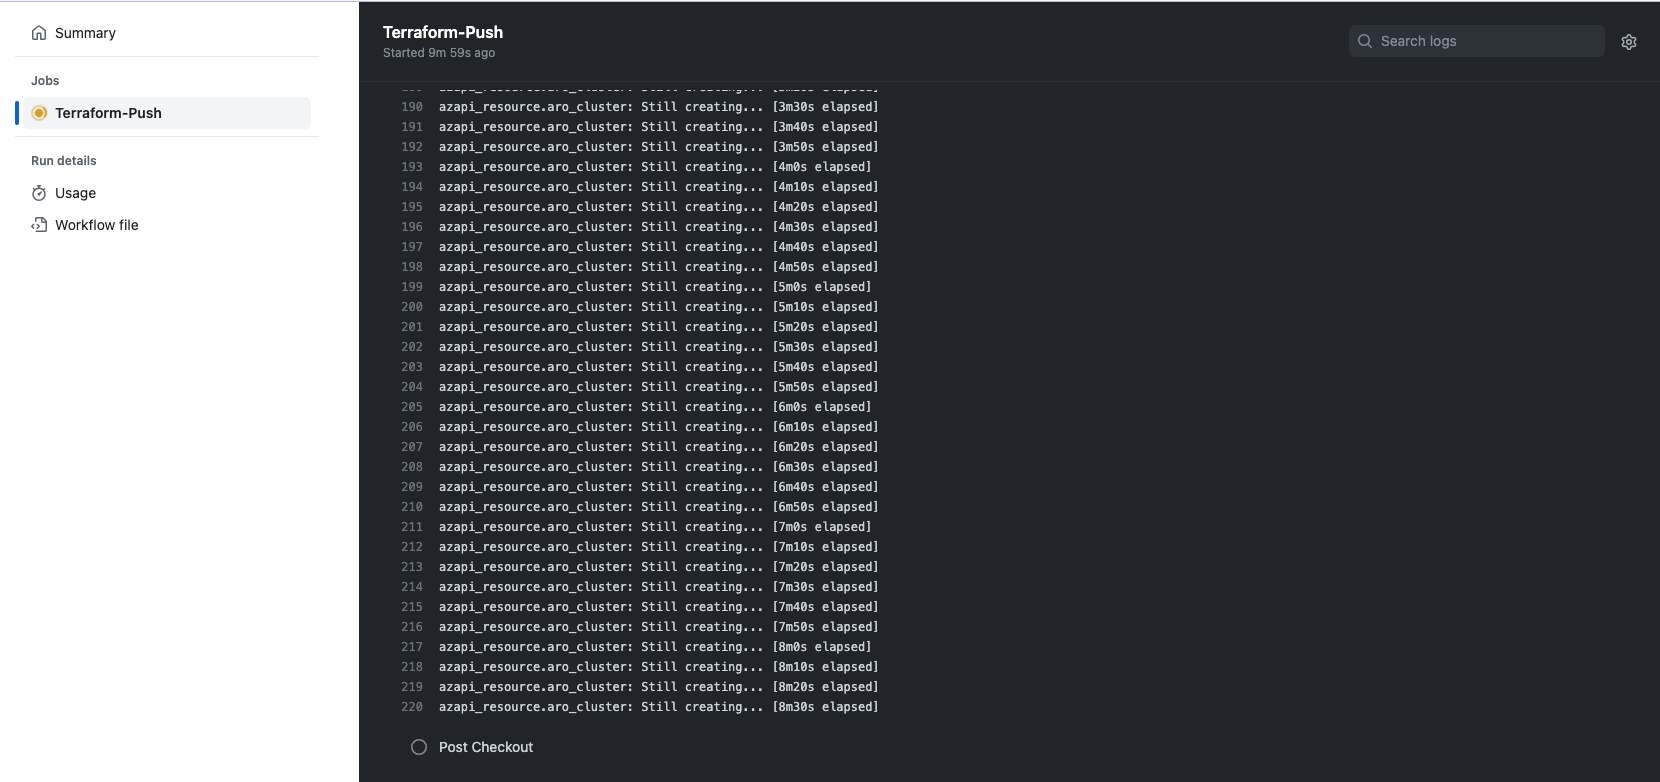 Summary
Jobs
Terraform-Push
Run details
Usage
Workflow file
Terraform-Push
Started 9m 59s ago
Search logs
190 azapi_resource.aro_cluster: Still creating... [3m30s elapsed]
191 azapi_resource.aro_cluster: Still creating... [3m40s elapsed]
192 azapi_resource.aro_cluster: Still creating... [3m50s elapsed]
193 azapi_resource.aro_cluster: Still creating... [4m0s elapsed]
194 azapi_resource.aro_cluster: Still creating... [4m10s elapsed]
195 azapi_resource.aro_cluster: Still creating... [4m20s elapsed]
196 azapi_resource.aro_cluster: Still creating... [4m30s elapsed]
197 azapi_resource.aro_cluster: Still creating... [4m40s elapsed]
198 azapi_resource.aro_cluster: Still creating... [4m50s elapsed]
199 azapi_resource.aro_cluster: Still creating... [5m0s elapsed]
200 azapi_resource.aro_cluster: Still creating... [5m10s elapsed]
201 azapi_resource.aro_cluster: Still creating... [5m20s elapsed]
202 azapi_resource.aro_cluster: Still creating... [5m30s elapsed]
203 azapi_resource.aro_cluster: Still creating... [5m40s elapsed]
204 azapi_resource.aro_cluster: Still creating... [5m50s elapsed]
205 azapi_resource.aro_cluster: Still creating... [6m0s elapsed]
206 azapi_resource.aro_cluster: Still creating... [6m10s elapsed]
207 azapi_resource.aro_cluster: Still creating... [6m20s elapsed]
208 azapi_resource.aro_cluster: Still creating... [6m30s elapsed]
209 azapi_resource.aro_cluster: Still creating... [6m40s elapsed]
210 azapi_resource.aro_cluster: Still creating... [6m50s elapsed]
211 azapi_resource.aro_cluster: Still creating... [7m0s elapsed]
212 azapi_resource.aro_cluster: Still creating... [7m10s elapsed]
213 azapi_resource.aro_cluster: Still creating... [7m20s elapsed]
214 azapi_resource.aro_cluster: Still creating... [7m30s elapsed]
215 azapi_resource.aro_cluster: Still creating... [7m40s elapsed]
216 azapi_resource.aro_cluster: Still creating... [7m50s elapsed]
217 azapi_resource.aro_cluster: Still creating... [8m0s elapsed]
218 azapi_resource.aro_cluster: Still creating... [8m10s elapsed]
219 azapi_resource.aro_cluster: Still creating... [8m20s elapsed]
220 azapi_resource.aro_cluster: Still creating... [8m30s elapsed]
Post Checkout